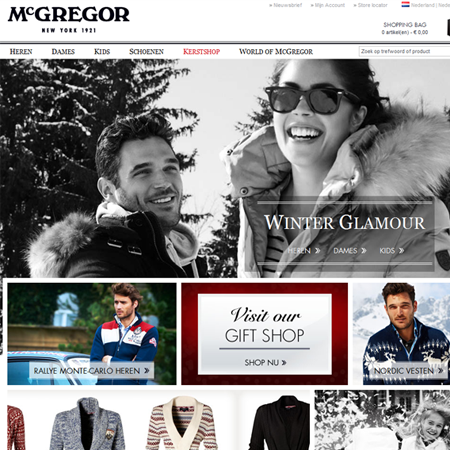 McGREGOR
NEW YORK 1921
» Nieuwsbrief » Mijn Account » Store locator Nederland | Nede
SHOPPING BAG
0 artikel(en) - € 0,00
HEREN DAMES KIDS SCHOENEN KERSTSHOP WORLD OF MCGREGOR
Zoek op trefwoord of product
WINTER GLAMOUR
HEREN » DAMES » KIDS »
Visit our
GIFT SHOP
SHOP NU »
RALLYE MONTE-CARLO HEREN »
NORDIC VESTEN »